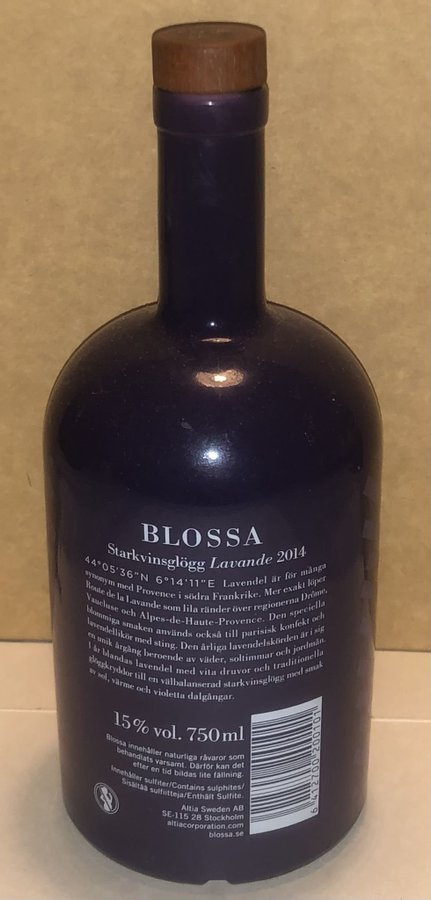 BLOSSA
Starkvinsglögg Lavande 2014
44°05'36"N 6°14'11"E Lavendel är för många
synonym med Provence i södra Frankrike. Mer exakt löper
Route de la Lavande som lila ränder över regionerna Drôme,
Vaucluse och Alpes-de-Haute-Provence. Den speciella
blommiga smaken används också till parisisk konfekt och
lavendellikör med sting. Den årliga lavendelskörden är i sig
en unik årgång beroende av väder, soltimmar och jordmån.
I år blandas lavendel med vita druvor och traditionella
glöggkryddor till en välbalanserad starkvinsglögg med smak
av sol, värme och violetta dalgångar.
15% vol. 750ml
Blossa innehåller naturliga råvaror som
behandlats varsamt. Därför kan det
efter en tid bildas lite fällning.
Innehåller sulfiter/Contains sulphites/
Sisältää sulfiitteja/Enthält Sulfite.
Altia Sweden AB
SE-115 28 Stockholm
altiacorporation.com
blossa.se
6 412700 200101